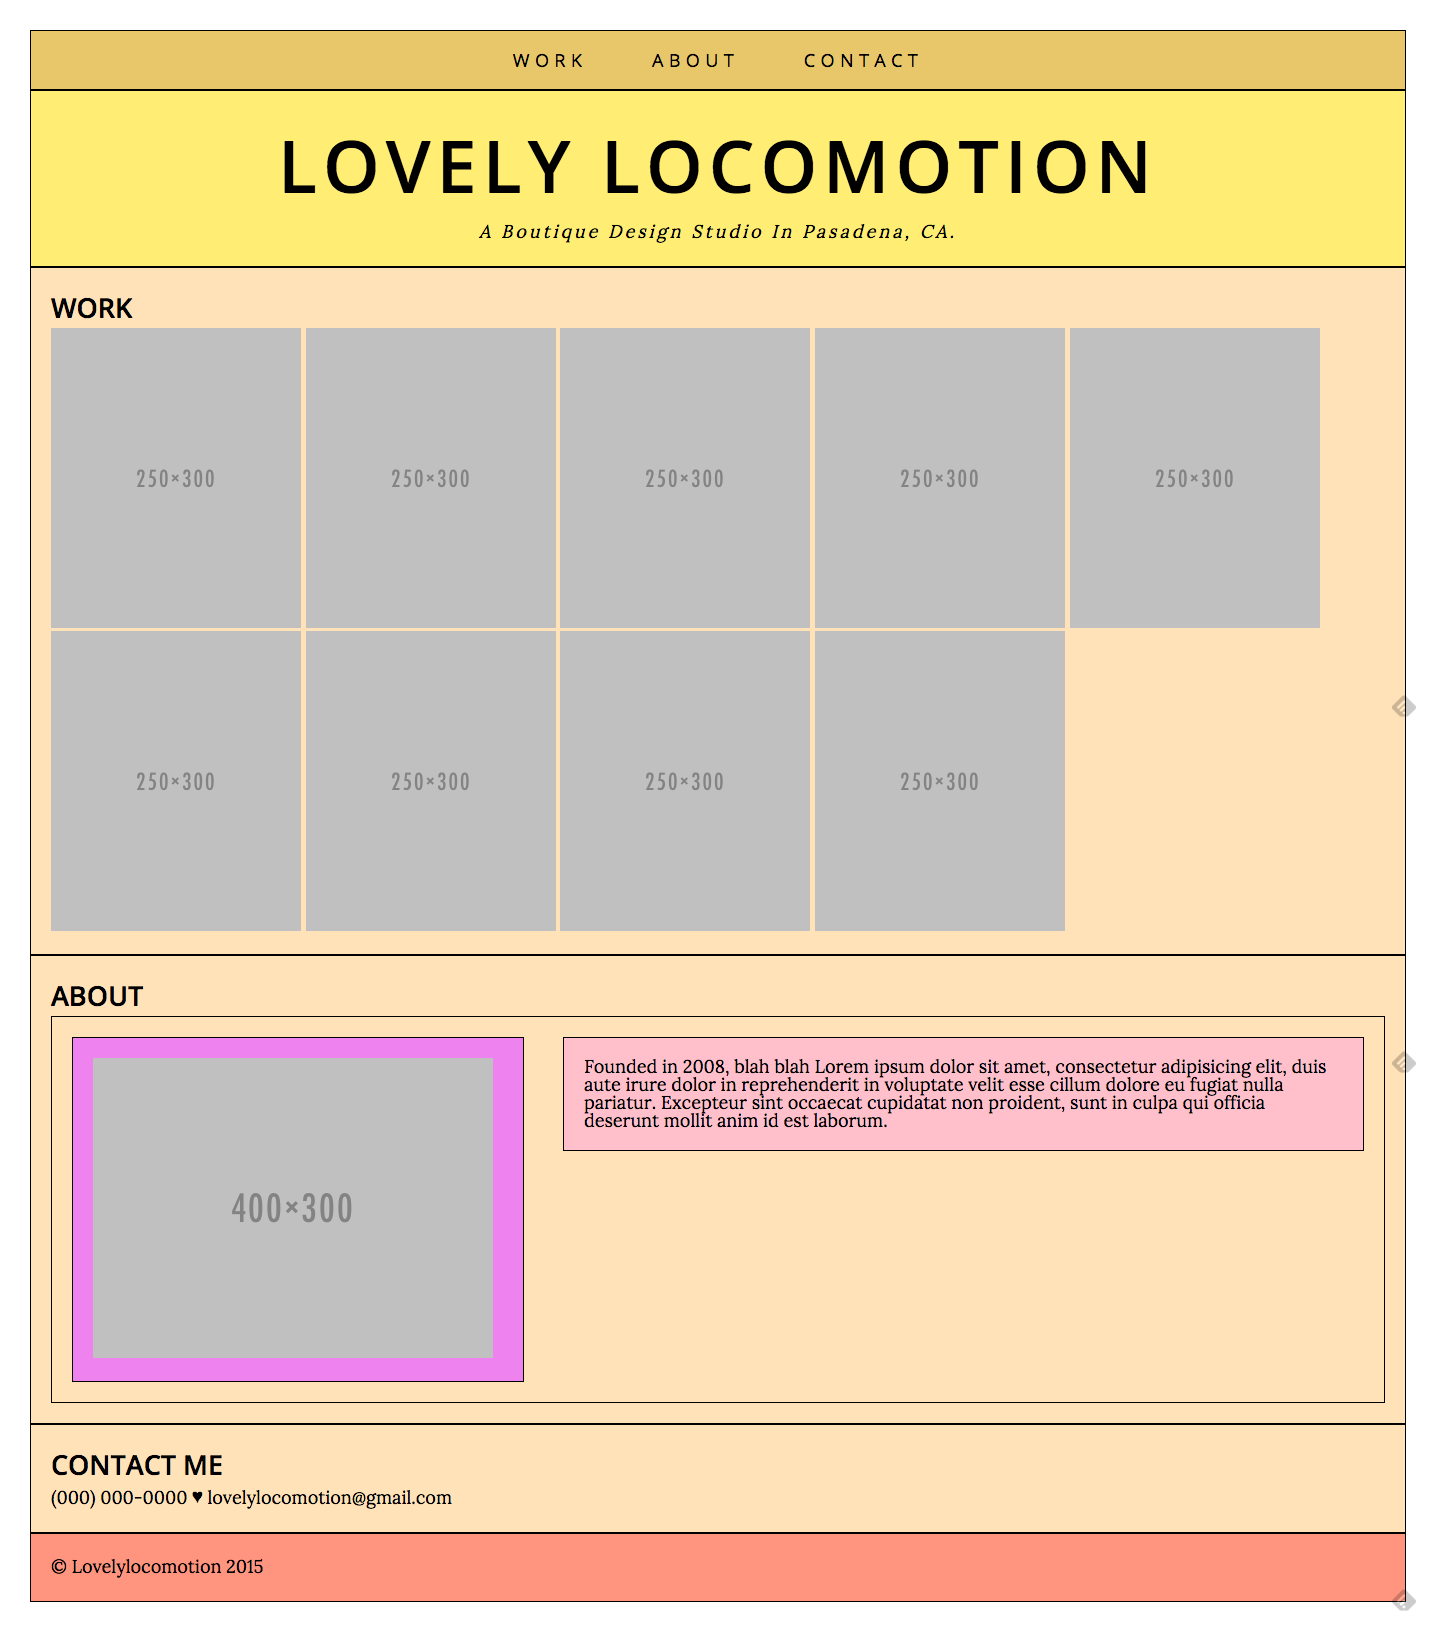 WORK ABOUT CONTACT
LOVELY LOCOMOTION
A Boutique Design Studio In Pasadena, CA.
WORK
250×300 250×300 250×300 250×300 250×300
250×300 250×300 250×300 250×300
ABOUT
400×300
Founded in 2008, blah blah Lorem ipsum dolor sit amet, consectetur adipisicing elit, duis
aute irure dolor in reprehenderit in voluptate velit esse cillum dolore eu fugiat nulla
pariatur. Excepteur sint occaecat cupidatat non proident, sunt in culpa qui officia
deserunt mollit anim id est laborum.
CONTACT ME
(000) 000-0000 ♥ lovelylocomotion@gmail.com
© Lovelylocomotion 2015